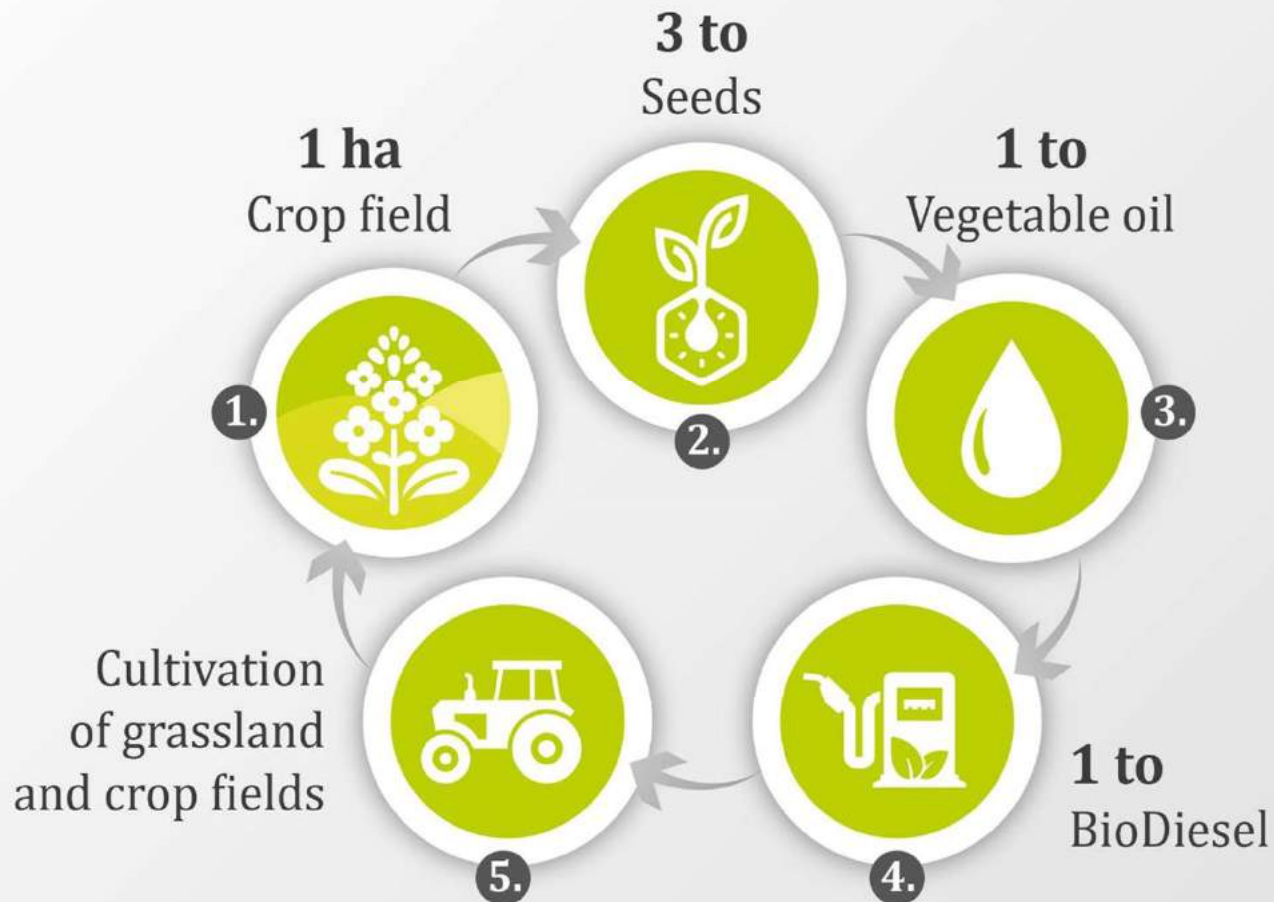 1 ha
Crop field
1.
3 to
Seeds
2.
1 to
Vegetable oil
3.
1 to
BioDiesel
4.
Cultivation
of grassland
and crop fields
5.